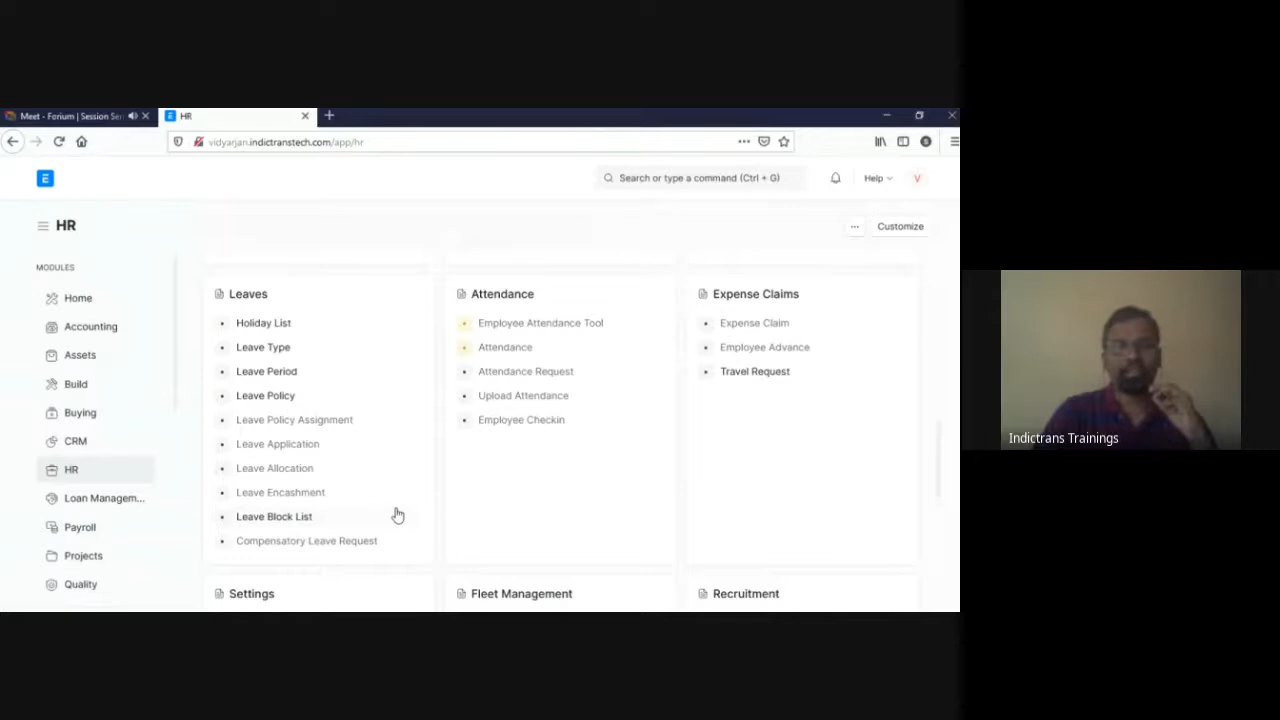 Meet - Forium | Session Ser
HR
vidyarjan.indictranstech.com/app/hr
Search or type a command (Ctrl + G)
Help
V
HR
Customize
MODULES
Home
Accounting
Assets
Build
Buying
CRM
HR
Loan Managem...
Payroll
Projects
Quality
Leaves
Holiday List
Leave Type
Leave Period
Leave Policy
Leave Policy Assignment
Leave Application
Leave Allocation
Leave Encashment
Leave Block List
Compensatory Leave Request
Attendance
Employee Attendance Tool
Attendance
Attendance Request
Upload Attendance
Employee Checkin
Expense Claims
Expense Claim
Employee Advance
Travel Request
Settings
Fleet Management
Recruitment
Indictrans Trainings